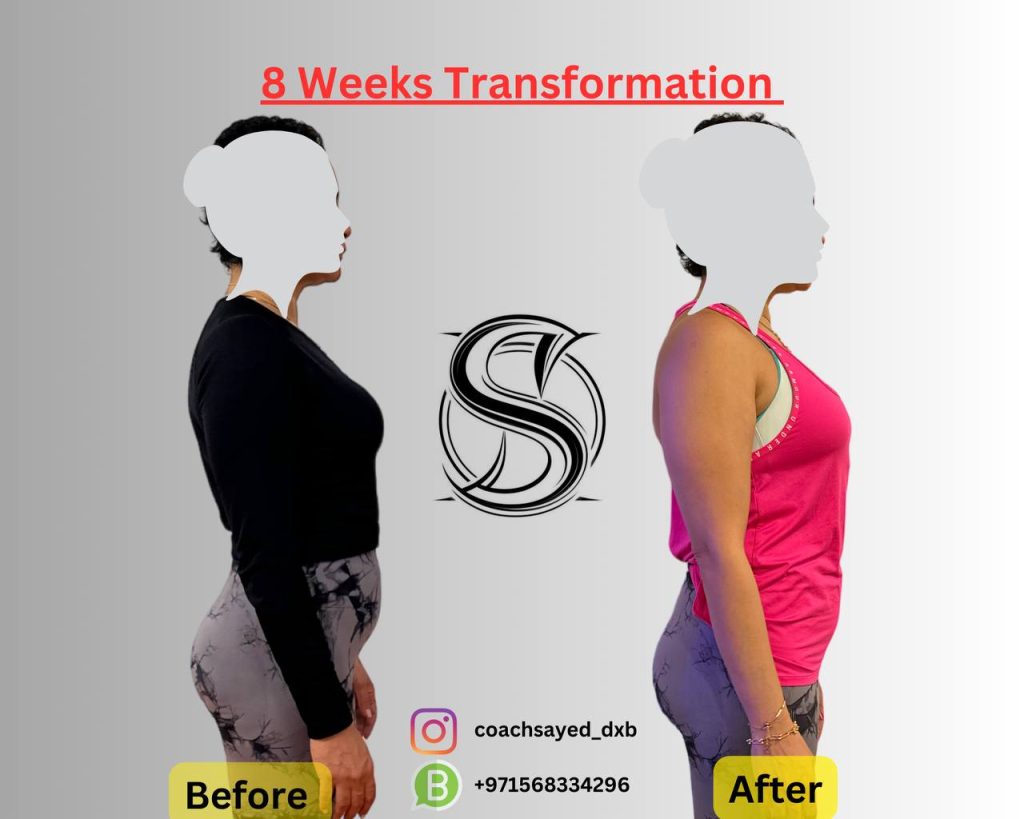 8 Weeks Transformation
S
coachsayed_dxb
B
+971568334296
Before
After